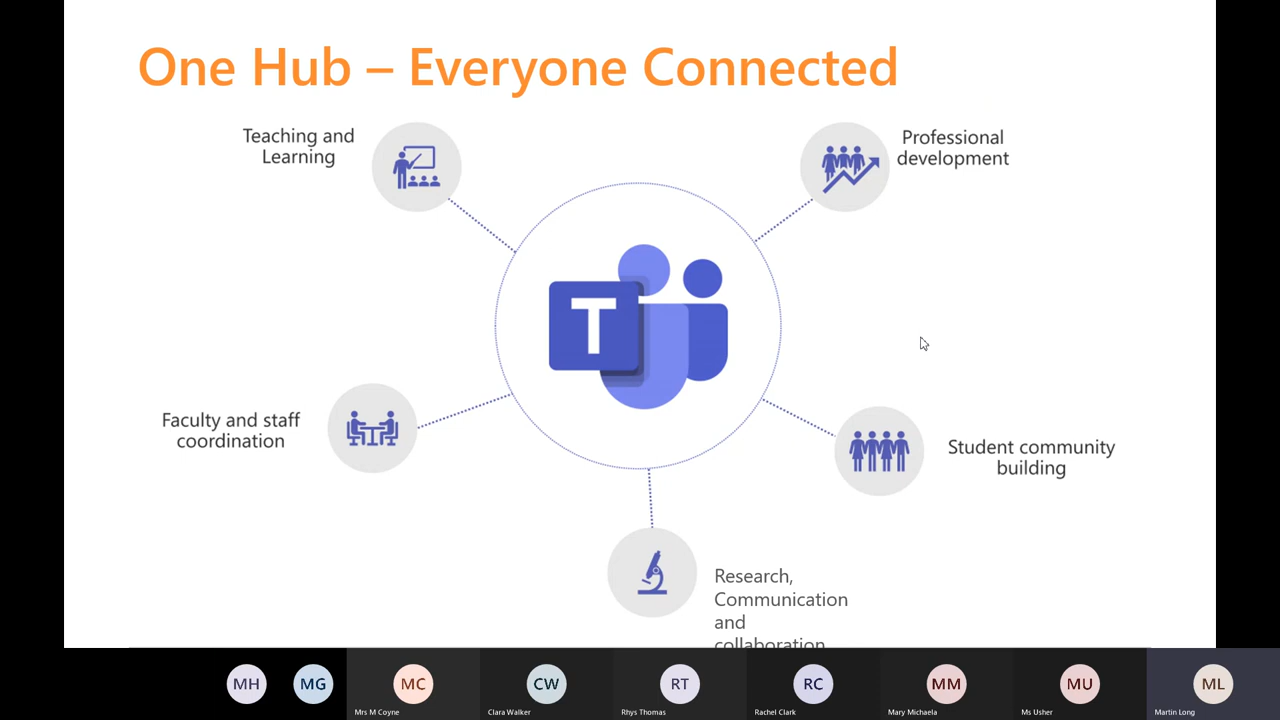 One Hub – Everyone Connected
Teaching and
Learning
Professional
development
T
Faculty and staff
coordination
Student community
building
Research,
Communication
and
collaboration
MH
MG
MC
CW
RT
RC
MM
MU
ML
Mrs M Coyne
Clara Walker
Rhys Thomas
Rachel Clark
Mary Michaela
Ms Usher
Martin Long